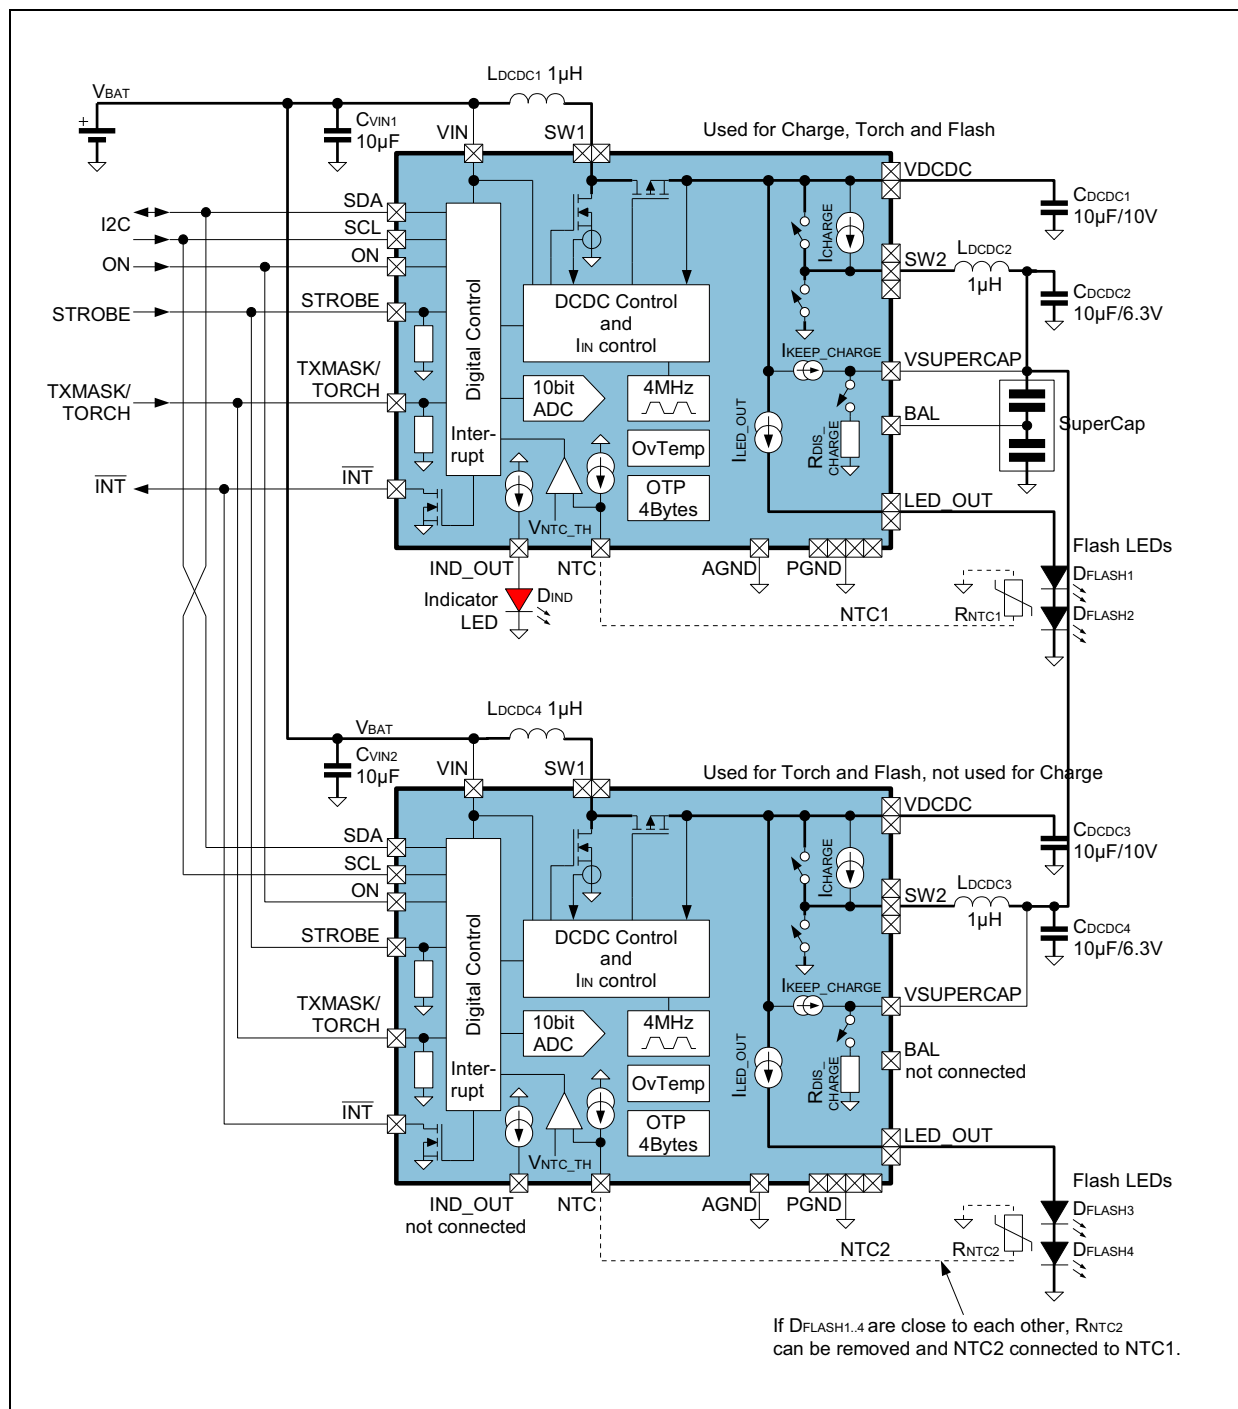 LDCDC1 1µH
VBAT
+
CVIN1
10µF
VIN
SW1
Used for Charge, Torch and Flash
VDCDC
CDCDC1
10µF/10V
SDA
I2C
SCL
ON
ON
ICHARGE
SW2
LDCDC2
1µH
CDCDC2
10µF/6.3V
STROBE
STROBE
Digital Control
DCDC Control
and
IIN control
TXMASK/
TORCH
TXMASK/
TORCH
IKEEP_CHARGE
VSUPERCAP
10bit
ADC
4MHz
BAL
SuperCap
Inter-
rupt
OvTemp
ILED_OUT
RDIS_
CHARGE
INT
INT
OTP
4Bytes
VNTC_TH
LED_OUT
IND_OUT
NTC
AGND
PGND
Flash LEDs
DFLASH1
DFLASH2
Indicator
LED
DIND
NTC1
RNTC1
LDCDC4 1µH
VBAT
CVIN2
10µF
VIN
SW1
Used for Torch and Flash, not used for Charge
VDCDC
CDCDC3
10µF/10V
SDA
SCL
ON
ICHARGE
SW2
LDCDC3
1µH
CDCDC4
10µF/6.3V
STROBE
Digital Control
DCDC Control
and
IIN control
TXMASK/
TORCH
IKEEP_CHARGE
VSUPERCAP
10bit
ADC
4MHz
BAL
not connected
Inter-
rupt
OvTemp
ILED_OUT
RDIS_
CHARGE
INT
OTP
4Bytes
VNTC_TH
LED_OUT
IND_OUT
not connected
NTC
AGND
PGND
Flash LEDs
DFLASH3
DFLASH4
NTC2
RNTC2
If DFLASH1..4 are close to each other, RNTC2
can be removed and NTC2 connected to NTC1.